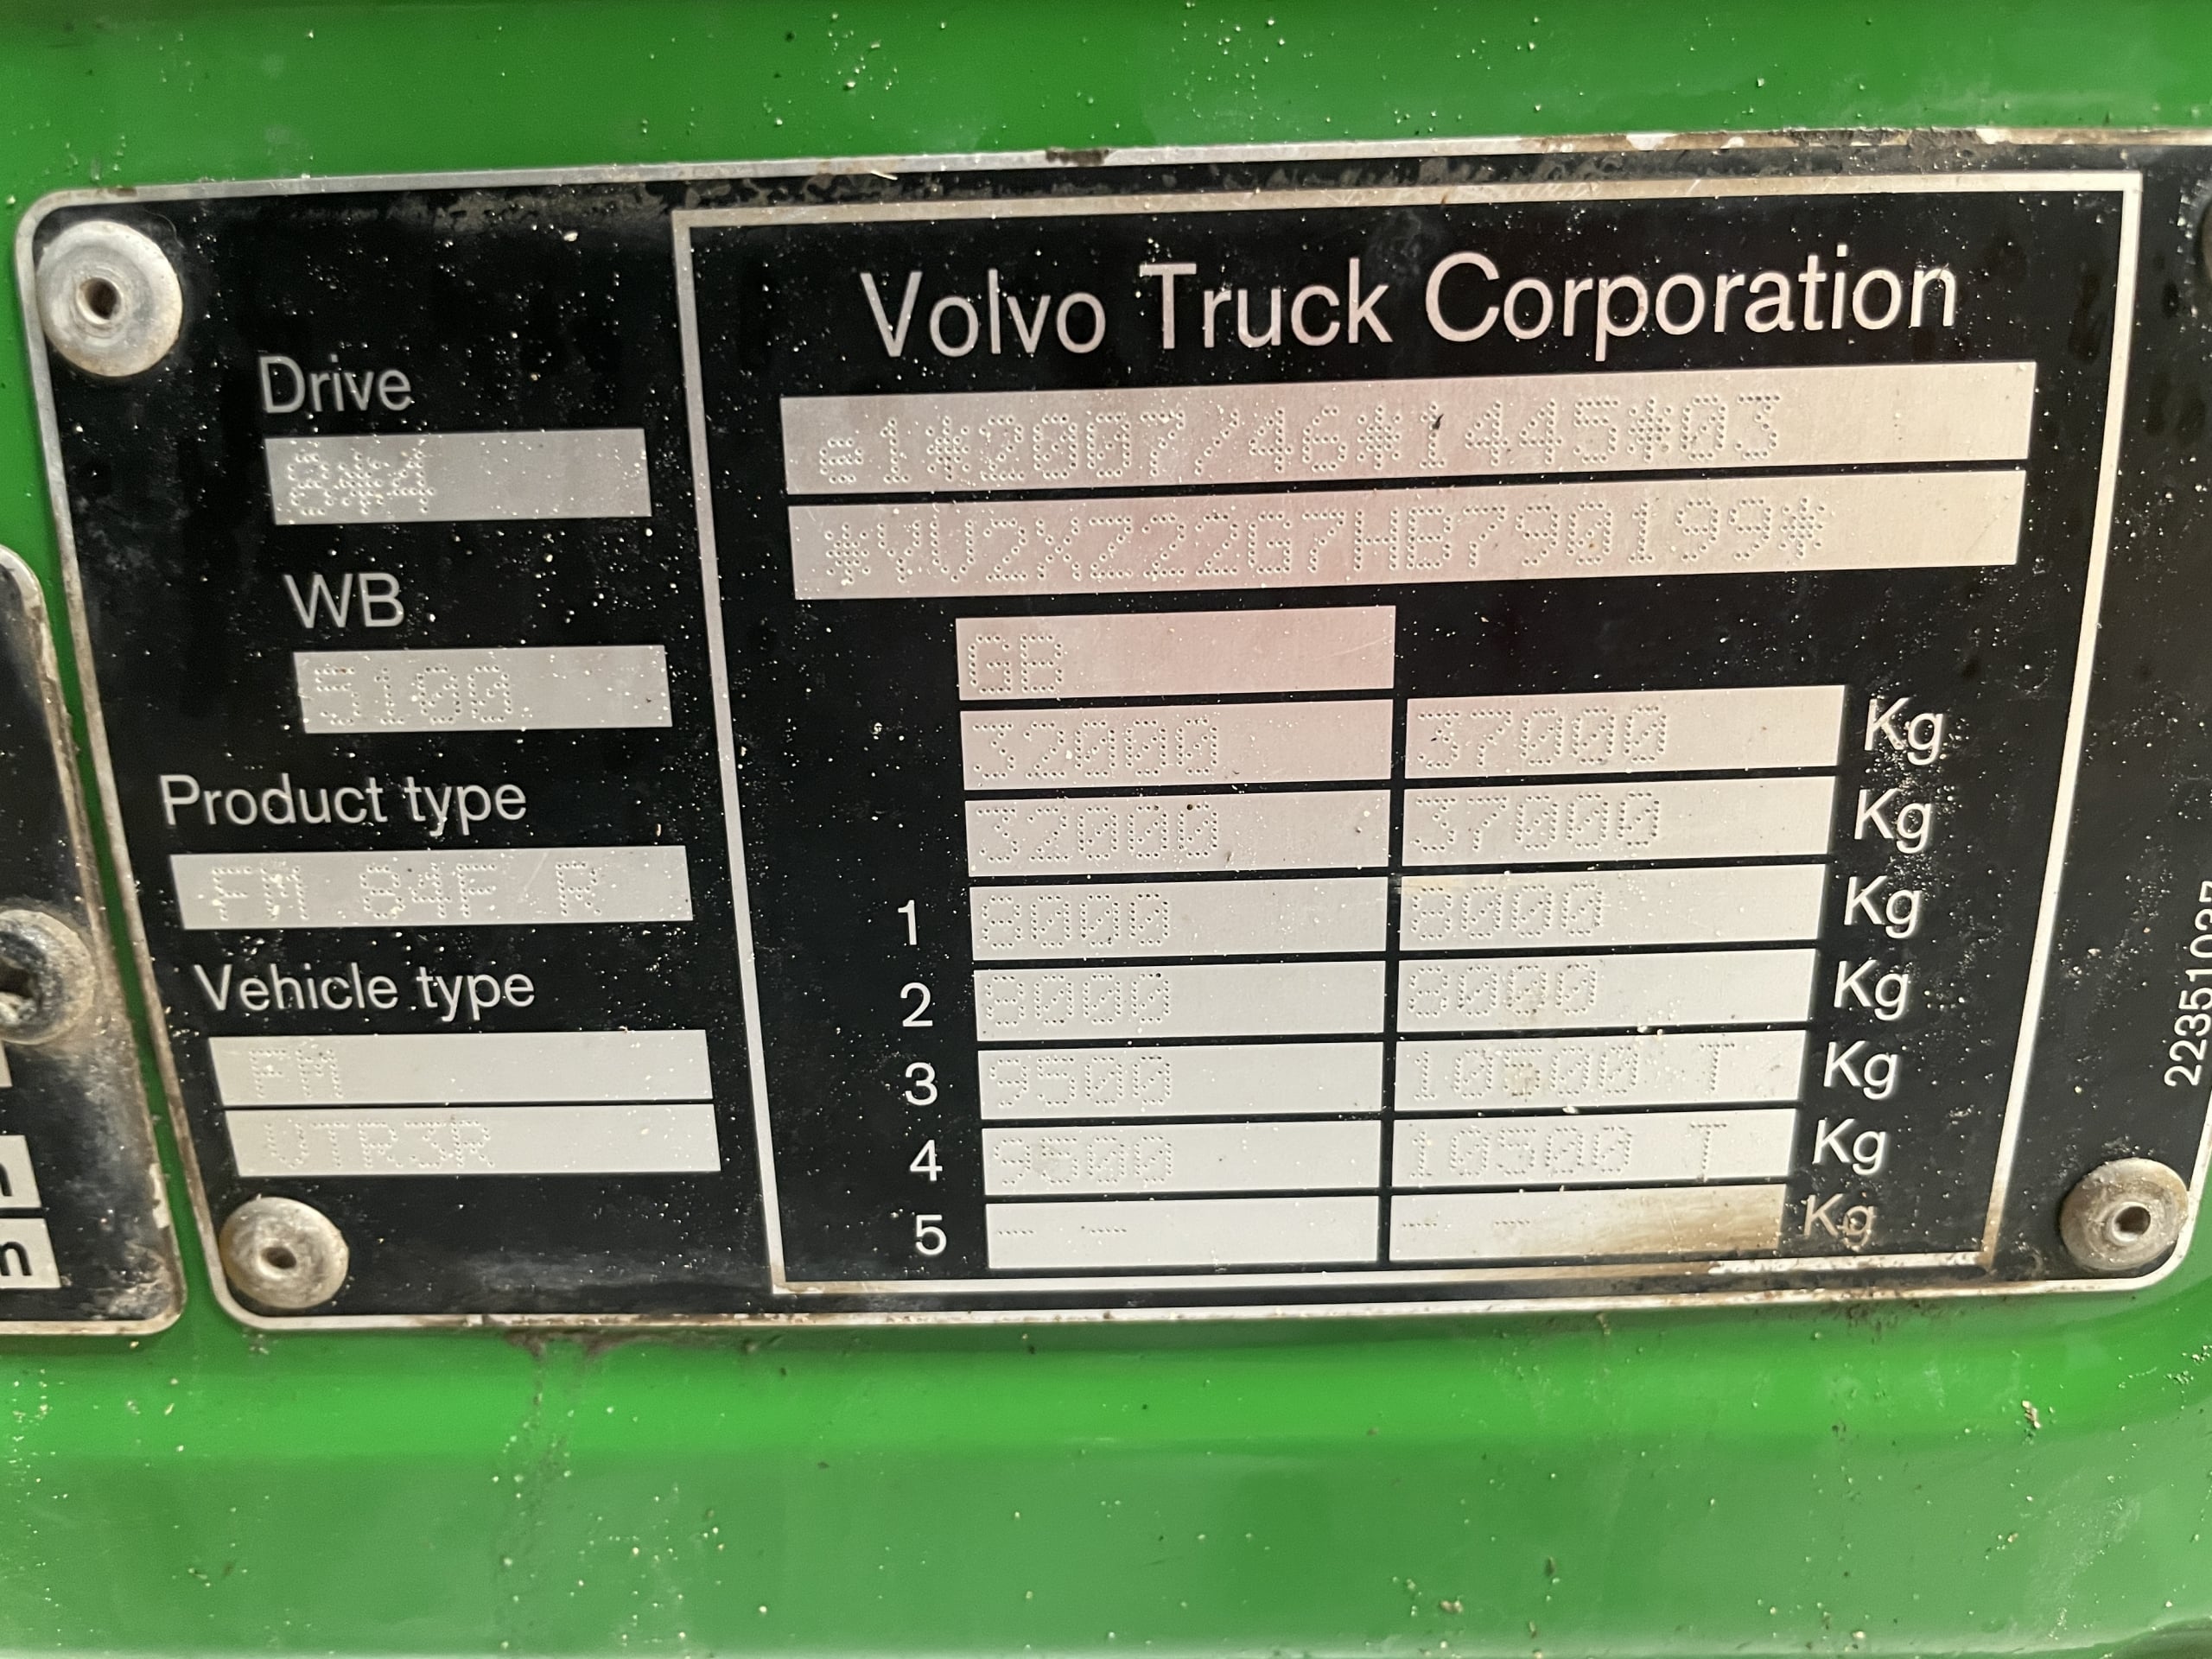 Volvo Truck Corporation
e1*2007/46*1445*03
*YV2XZ22G7HB790199*
GB
32000 37000 Kg
32000 37000 Kg
1 8000 8000 Kg
2 8000 8000 Kg
3 9500 10500 T Kg
4 9500 10500 T Kg
5 -- -- -- -- Kg
Drive
8*4
WB
5100
Product type
FM 84F R
Vehicle type
FM
VTR3R